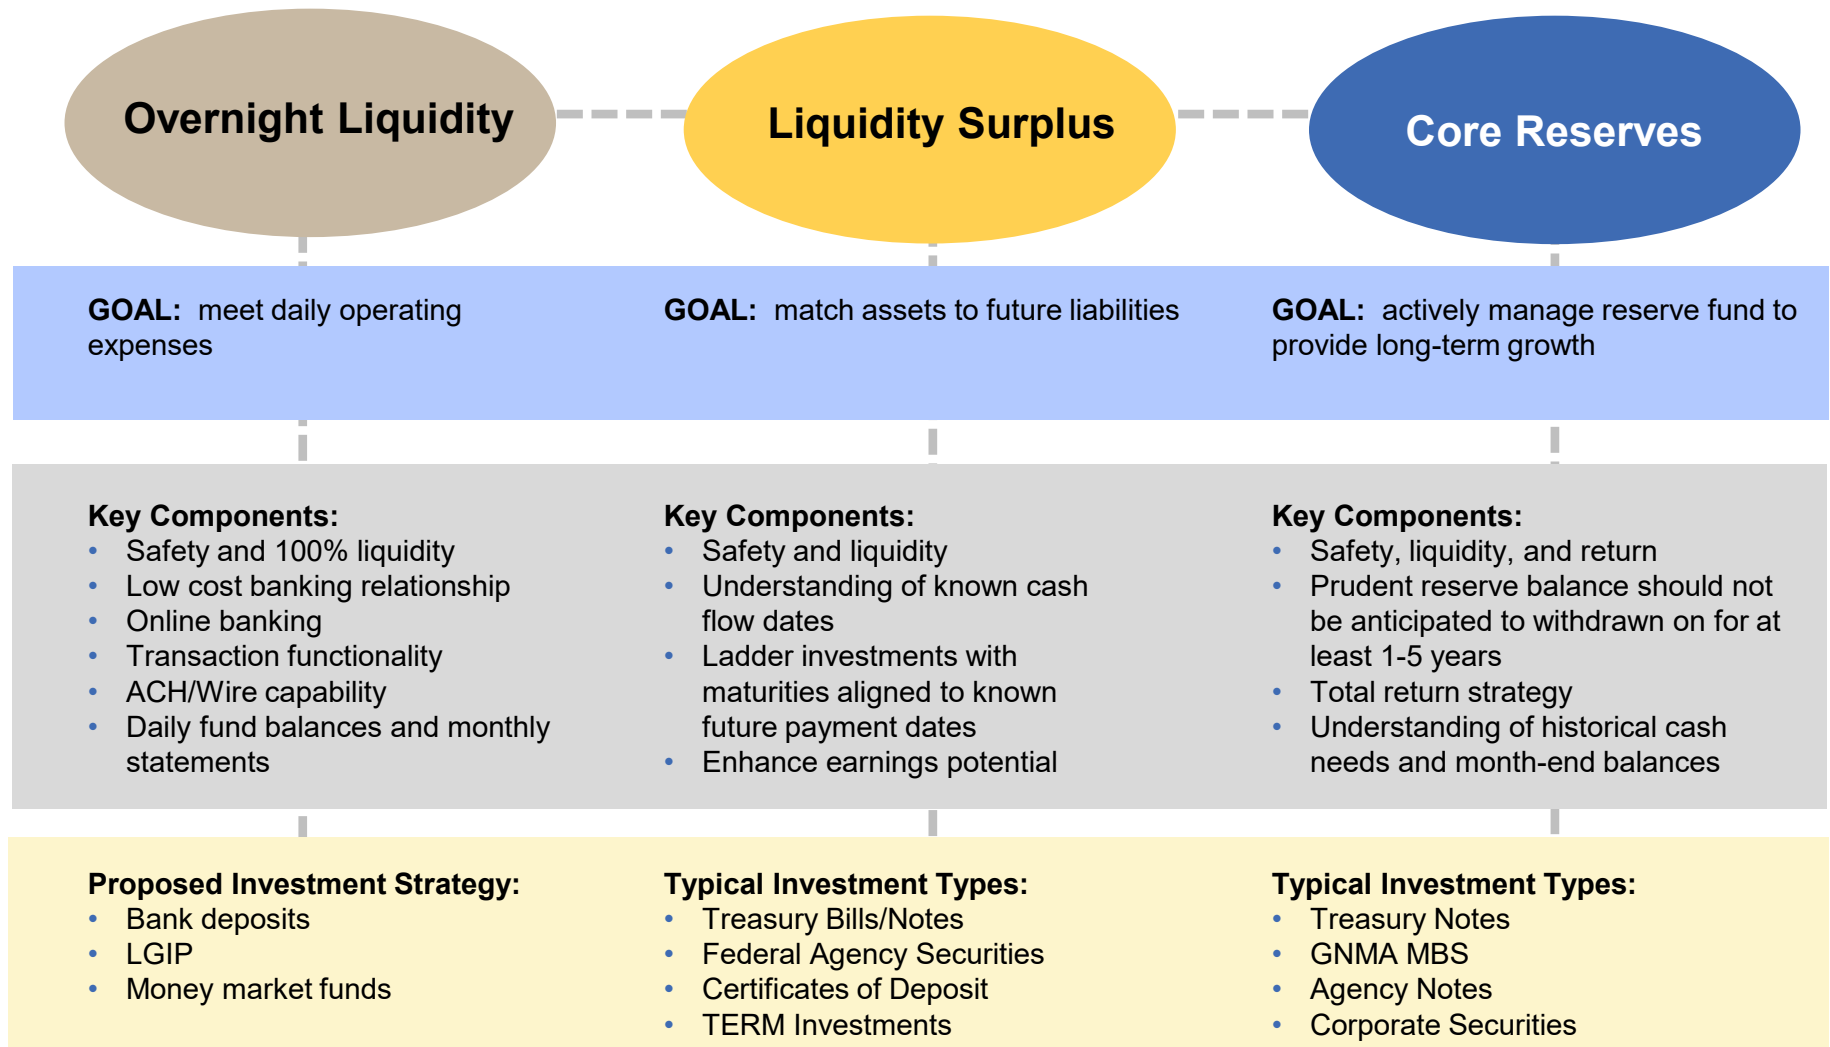 Overnight Liquidity
Liquidity Surplus
Core Reserves
GOAL: meet daily operating
expenses
GOAL: match assets to future liabilities
GOAL: actively manage reserve fund to
provide long-term growth
Key Components:
• Safety and 100% liquidity
• Low cost banking relationship
• Online banking
• Transaction functionality
• ACH/Wire capability
• Daily fund balances and monthly
statements
Key Components:
• Safety and liquidity
• Understanding of known cash
flow dates
• Ladder investments with
maturities aligned to known
future payment dates
• Enhance earnings potential
Key Components:
• Safety, liquidity, and return
• Prudent reserve balance should not
be anticipated to withdrawn on for at
least 1-5 years
• Total return strategy
• Understanding of historical cash
needs and month-end balances
Proposed Investment Strategy:
• Bank deposits
• LGIP
• Money market funds
Typical Investment Types:
• Treasury Bills/Notes
• Federal Agency Securities
• Certificates of Deposit
• TERM Investments
Typical Investment Types:
• Treasury Notes
• GNMA MBS
• Agency Notes
• Corporate Securities